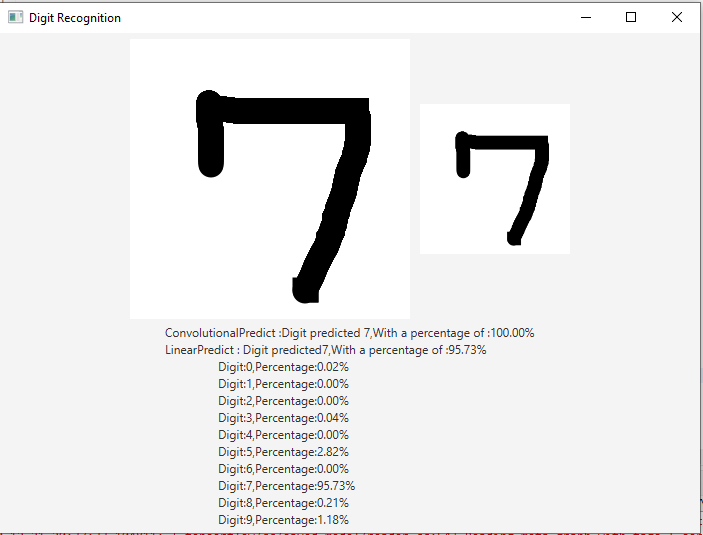 Digit Recognition
7
7
ConvolutionalPredict :Digit predicted 7,With a percentage of :100.00%
LinearPredict : Digit predicted7,With a percentage of :95.73%
Digit:0,Percentage:0.02%
Digit:1,Percentage:0.00%
Digit:2,Percentage:0.00%
Digit:3,Percentage:0.04%
Digit:4,Percentage:0.00%
Digit:5,Percentage:2.82%
Digit:6,Percentage:0.00%
Digit:7,Percentage:95.73%
Digit:8,Percentage:0.21%
Digit:9,Percentage:1.18%